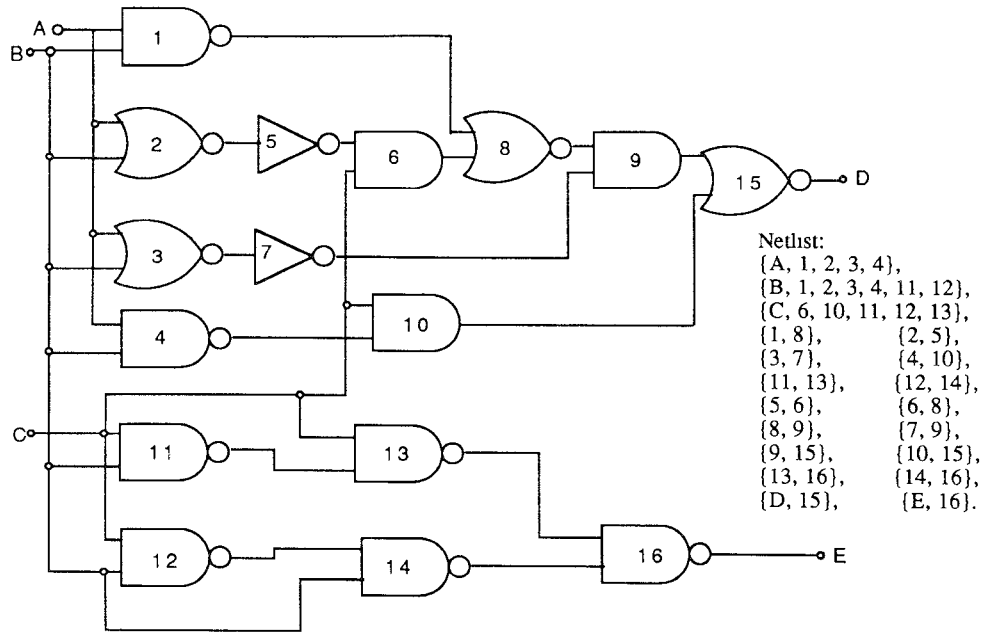 A
B
1
2
5
6
8
9
15
D
3
7
4
10
C
11
13
12
14
16
E
Netlist:
{A, 1, 2, 3, 4},
{B, 1, 2, 3, 4, 11, 12},
{C, 6, 10, 11, 12, 13},
{1, 8}, {2, 5},
{3, 7}, {4, 10},
{11, 13}, {12, 14},
{5, 6}, {6, 8},
{8, 9}, {7, 9},
{9, 15}, {10, 15},
{13, 16}, {14, 16},
{D, 15}, {E, 16}.